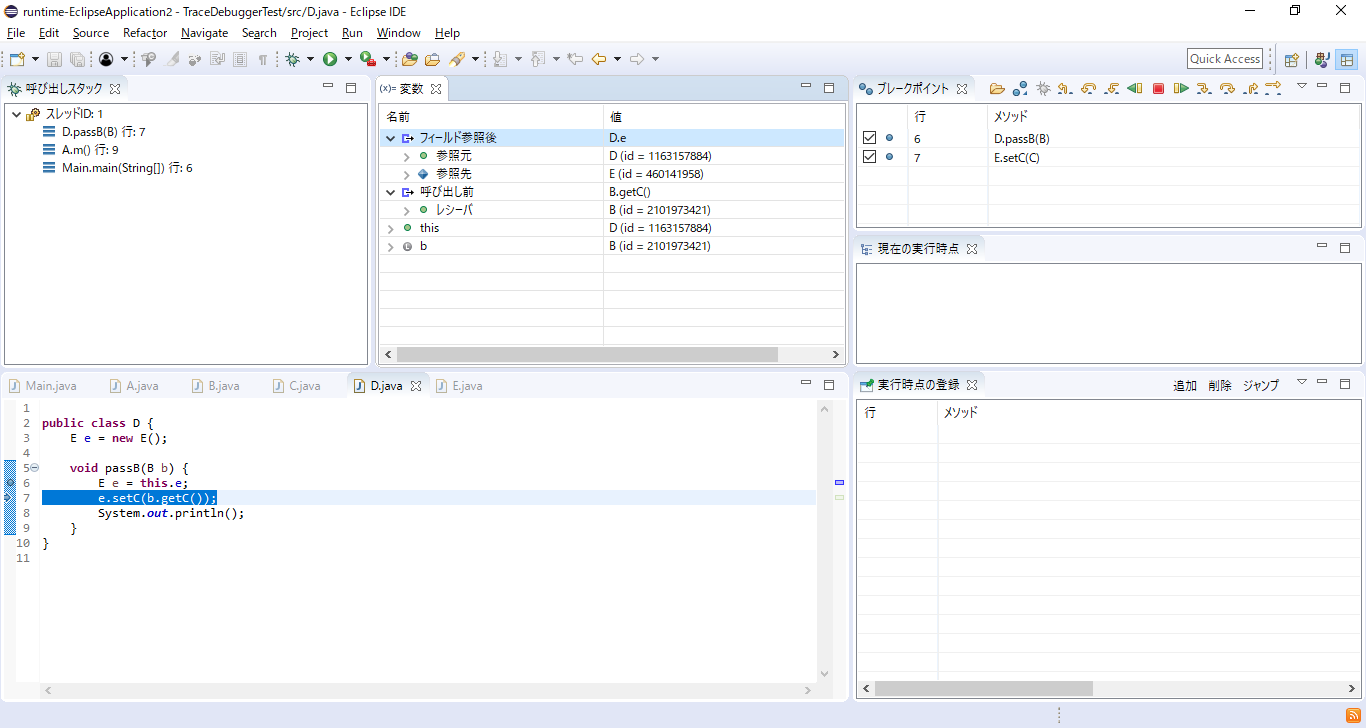 runtime-EclipseApplication2 - TraceDebuggerTest/src/D.java - Eclipse IDE
File Edit Source Refactor Navigate Search Project Run Window Help
Quick Access
呼び出しスタック
スレッドID: 1
D.passB(B) 行: 7
A.m() 行: 9
Main.main(String[]) 行: 6
(x)= 変数
名前 値
フィールド参照後 D.e
参照元 D (id = 1163157884)
参照先 E (id = 460141958)
呼び出し前 B.getC()
レシーバ B (id = 2101973421)
this D (id = 1163157884)
b B (id = 2101973421)
ブレークポイント
行 メソッド
6 D.passB(B)
7 E.setC(C)
現在の実行時点
Main.java A.java B.java C.java D.java E.java
1
2 public class D {
3 E e = new E();
4
5 void passB(B b) {
6 E e = this.e;
7 e.setC(b.getC());
8 System.out.println();
9 }
10 }
11
実行時点の登録 追加 削除 ジャンプ
行 メソッド